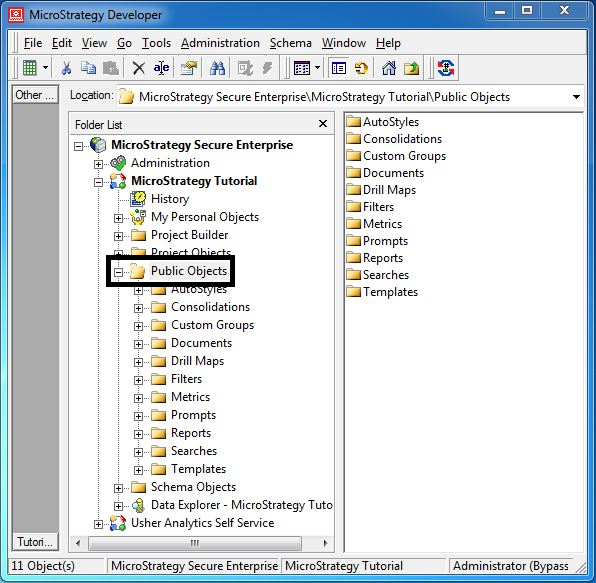 MicroStrategy Developer
File Edit View Go Tools Administration Schema Window Help
Other ...
Location: MicroStrategy Secure Enterprise\MicroStrategy Tutorial\Public Objects
Folder List
MicroStrategy Secure Enterprise
Administration
MicroStrategy Tutorial
History
My Personal Objects
Project Builder
Project Objects
Public Objects
AutoStyles
Consolidations
Custom Groups
Documents
Drill Maps
Filters
Metrics
Prompts
Reports
Searches
Templates
Schema Objects
Data Explorer - MicroStrategy Tuto
Usher Analytics Self Service
AutoStyles
Consolidations
Custom Groups
Documents
Drill Maps
Filters
Metrics
Prompts
Reports
Searches
Templates
Tutori...
11 Object(s) MicroStrategy Secure Enterprise MicroStrategy Tutorial Administrator (Bypass